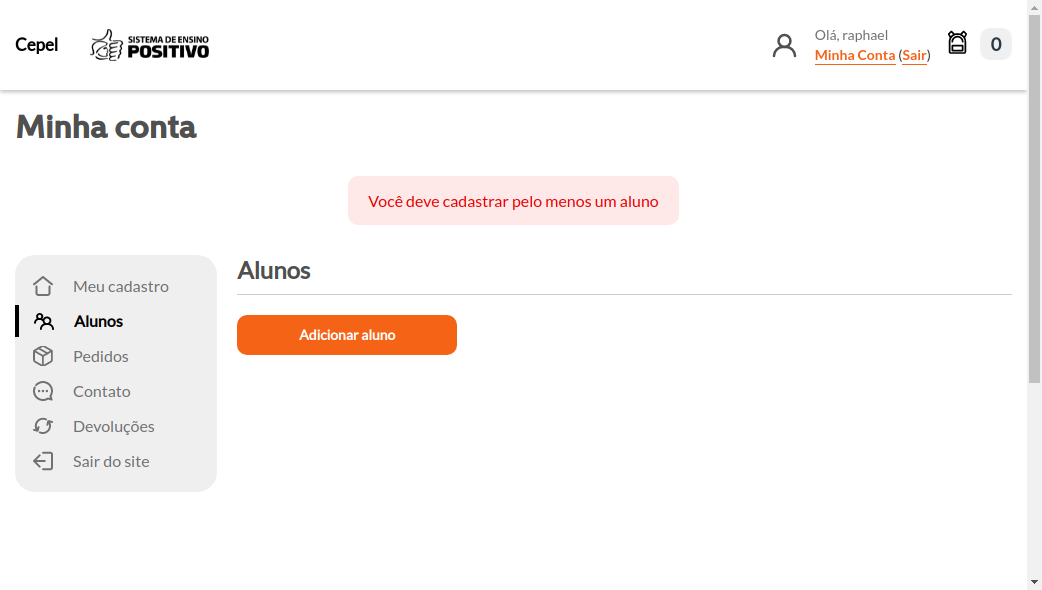 Cepel
SISTEMA DE ENSINO
POSITIVO
Olá, raphael
Minha Conta (Sair)
0
Minha conta
Você deve cadastrar pelo menos um aluno
Meu cadastro
Alunos
Pedidos
Contato
Devoluções
Sair do site
Alunos
Adicionar aluno